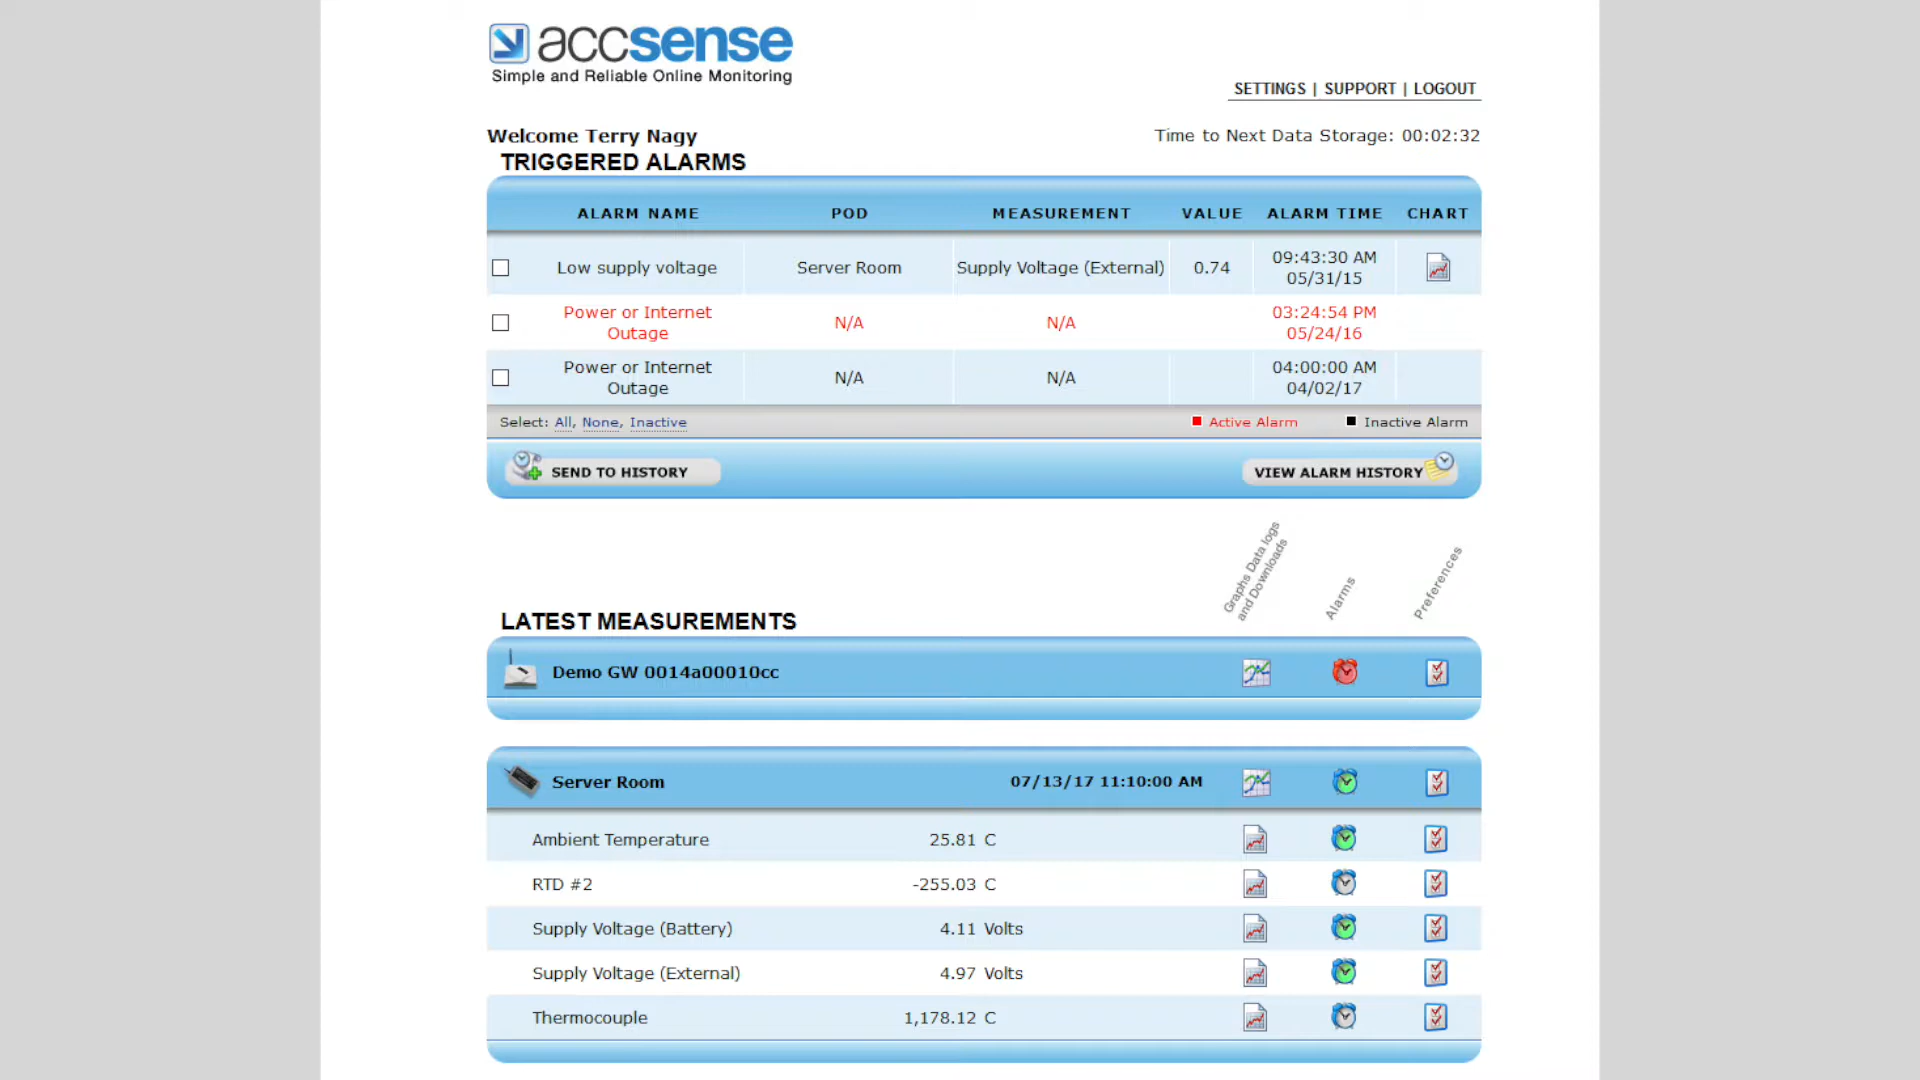 accsense
Simple and Reliable Online Monitoring
SETTINGS | SUPPORT | LOGOUT
Welcome Terry Nagy
Time to Next Data Storage: 00:02:32
TRIGGERED ALARMS
ALARM NAME POD MEASUREMENT VALUE ALARM TIME CHART
Low supply voltage Server Room Supply Voltage (External) 0.74 09:43:30 AM
05/31/15
Power or Internet N/A N/A 03:24:54 PM
Outage 05/24/16
Power or Internet N/A N/A 04:00:00 AM
Outage 04/02/17
Select: All, None, Inactive Active Alarm Inactive Alarm
SEND TO HISTORY VIEW ALARM HISTORY
Graphs Data logs
and Downloads
Alarms
Preferences
LATEST MEASUREMENTS
Demo GW 0014a00010cc
Server Room 07/13/17 11:10:00 AM
Ambient Temperature 25.81 C
RTD #2 -255.03 C
Supply Voltage (Battery) 4.11 Volts
Supply Voltage (External) 4.97 Volts
Thermocouple 1,178.12 C